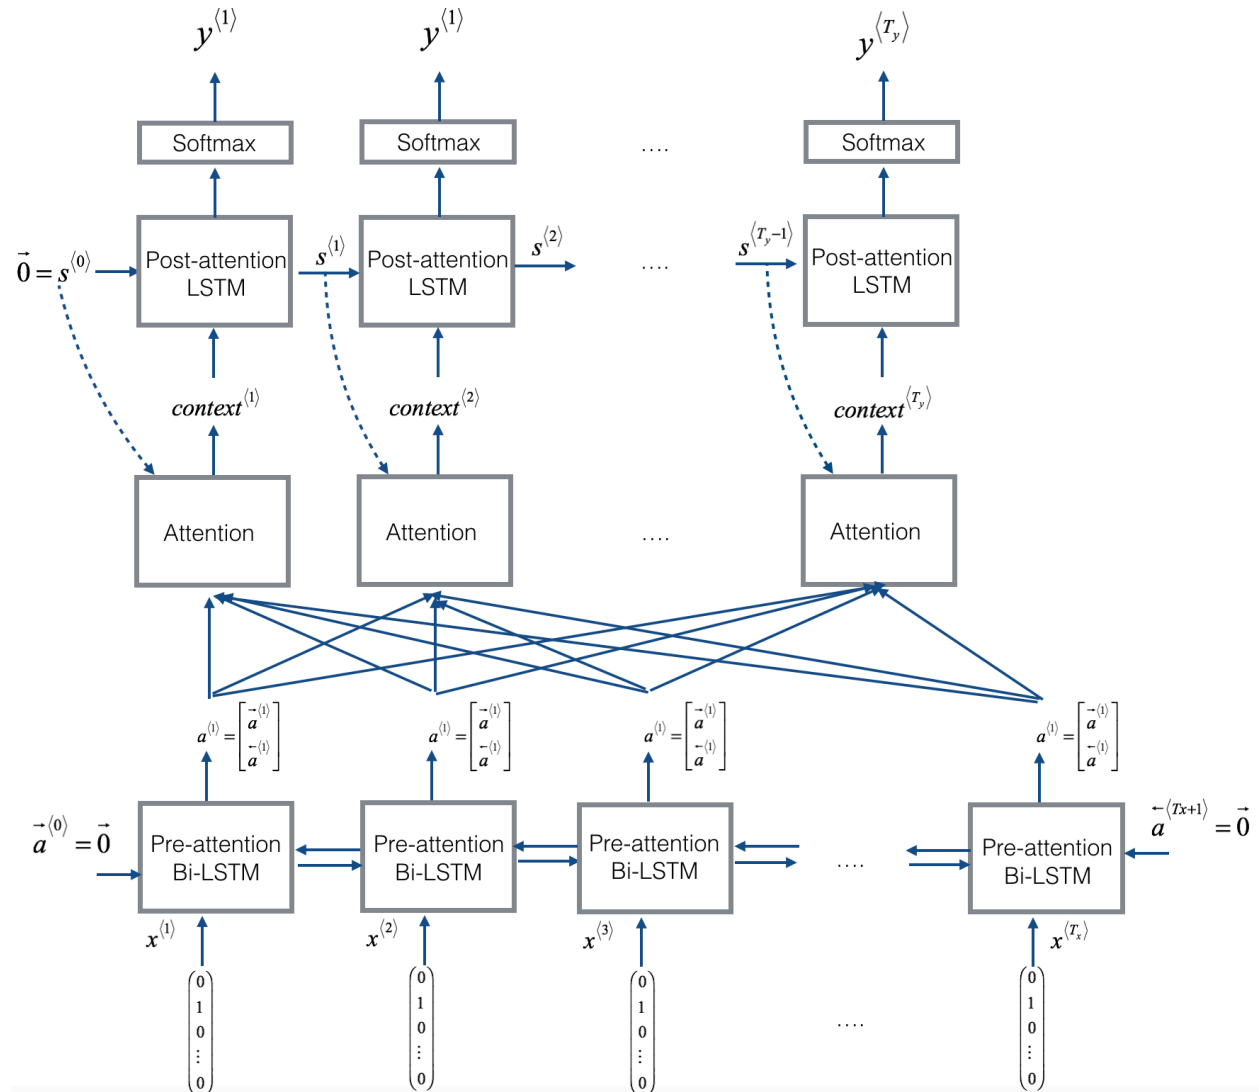 y⟨1⟩ y⟨1⟩ y⟨T_y⟩
Softmax Softmax .... Softmax
0⃗ = s⟨0⟩ Post-attention LSTM s⟨1⟩ Post-attention LSTM s⟨2⟩ .... s⟨T_y−1⟩ Post-attention LSTM
context⟨1⟩ context⟨2⟩ context⟨T_y⟩
Attention Attention .... Attention
a⟨1⟩ = [a⃗⟨1⟩ a⃖⟨1⟩] a⟨1⟩ = [a⃗⟨1⟩ a⃖⟨1⟩] a⟨1⟩ = [a⃗⟨1⟩ a⃖⟨1⟩] a⟨1⟩ = [a⃗⟨1⟩ a⃖⟨1⟩]
a⃗⟨0⟩ = 0⃗ Pre-attention Bi-LSTM Pre-attention Bi-LSTM Pre-attention Bi-LSTM .... Pre-attention Bi-LSTM a⃖⟨Tx+1⟩ = 0⃗
x⟨1⟩ x⟨2⟩ x⟨3⟩ x⟨T_x⟩
0 0 0 0
1 1 1 1
0 0 0 .... 0
⋮ ⋮ ⋮ ⋮
0 0 0 0